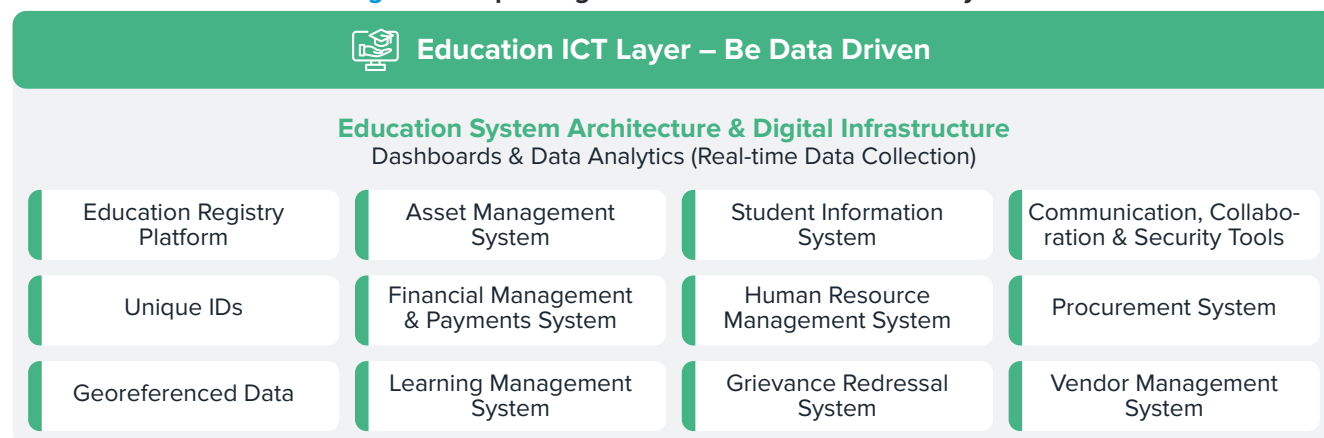 Education ICT Layer – Be Data Driven
Education System Architecture & Digital Infrastructure
Dashboards & Data Analytics (Real-time Data Collection)
Education Registry
Platform
Asset Management
System
Student Information
System
Communication, Collabo-
ration & Security Tools
Unique IDs
Financial Management
& Payments System
Human Resource
Management System
Procurement System
Georeferenced Data
Learning Management
System
Grievance Redressal
System
Vendor Management
System